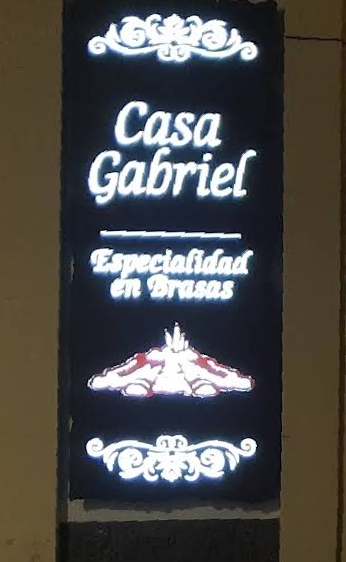 Casa
Gabriel
Especialidad
en Brasas